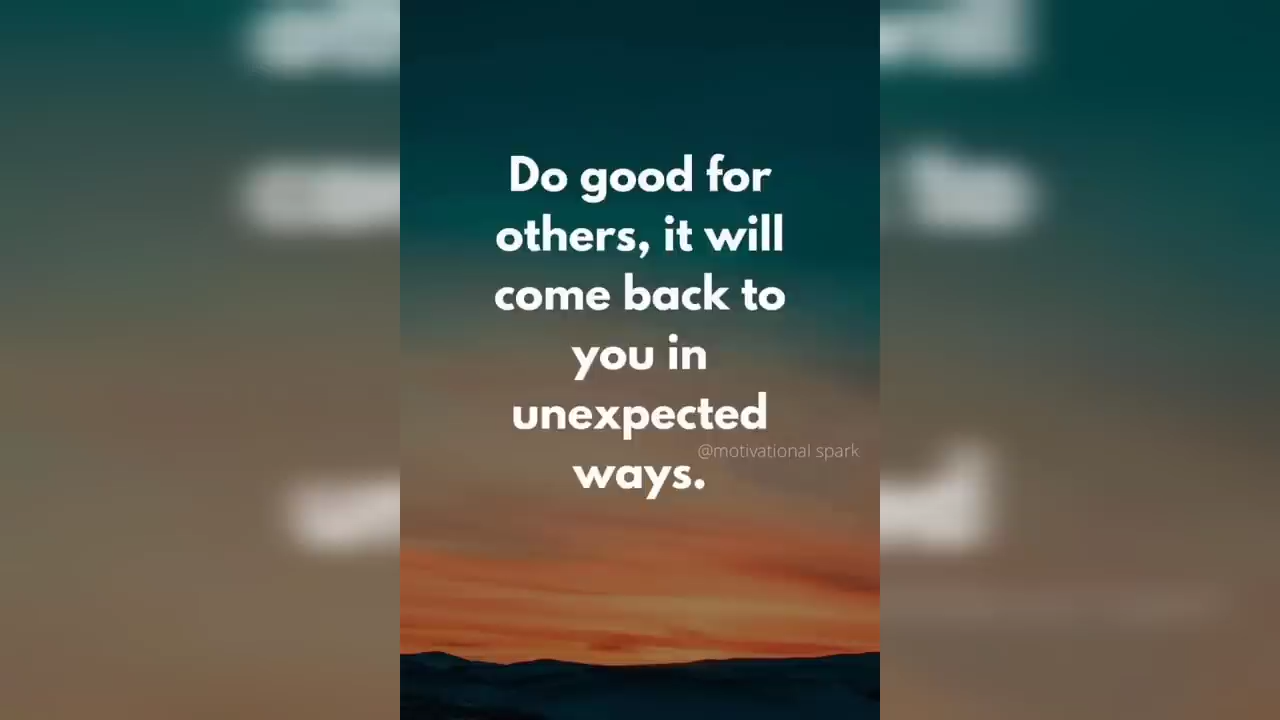 Do good for
others, it will
come back to
you in
unexpected
@motivational spark
ways.